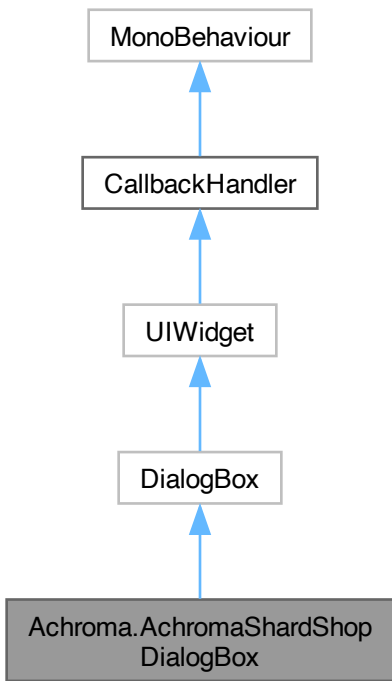 MonoBehaviour
CallbackHandler
UIWidget
DialogBox
Achroma.AchromaShardShop
DialogBox